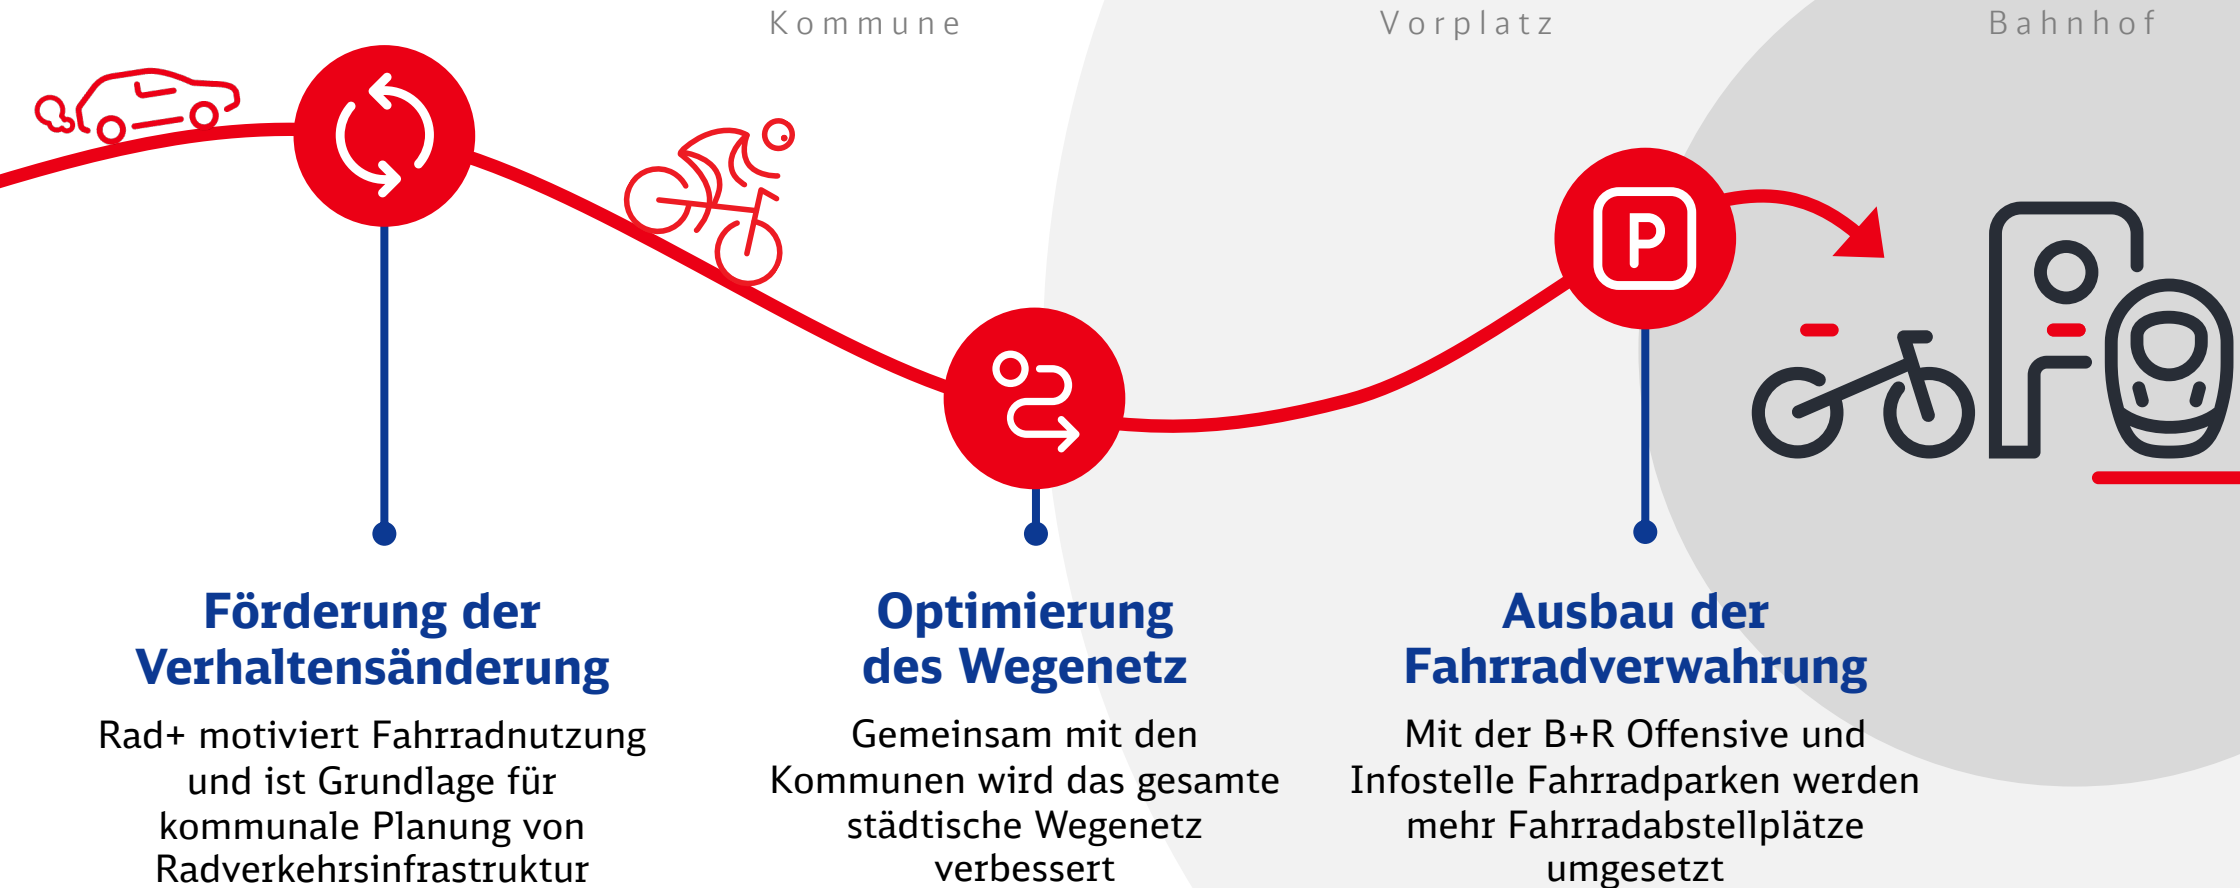 Kommune
Vorplatz
Bahnhof
P
Förderung der
Verhaltensänderung
Rad+ motiviert Fahrradnutzung
und ist Grundlage für
kommunale Planung von
Radverkehrsinfrastruktur
Optimierung
des Wegenetz
Gemeinsam mit den
Kommunen wird das gesamte
städtische Wegenetz
verbessert
Ausbau der
Fahrradverwahrung
Mit der B+R Offensive und
Infostelle Fahrradparken werden
mehr Fahrradabstellplätze
umgesetzt